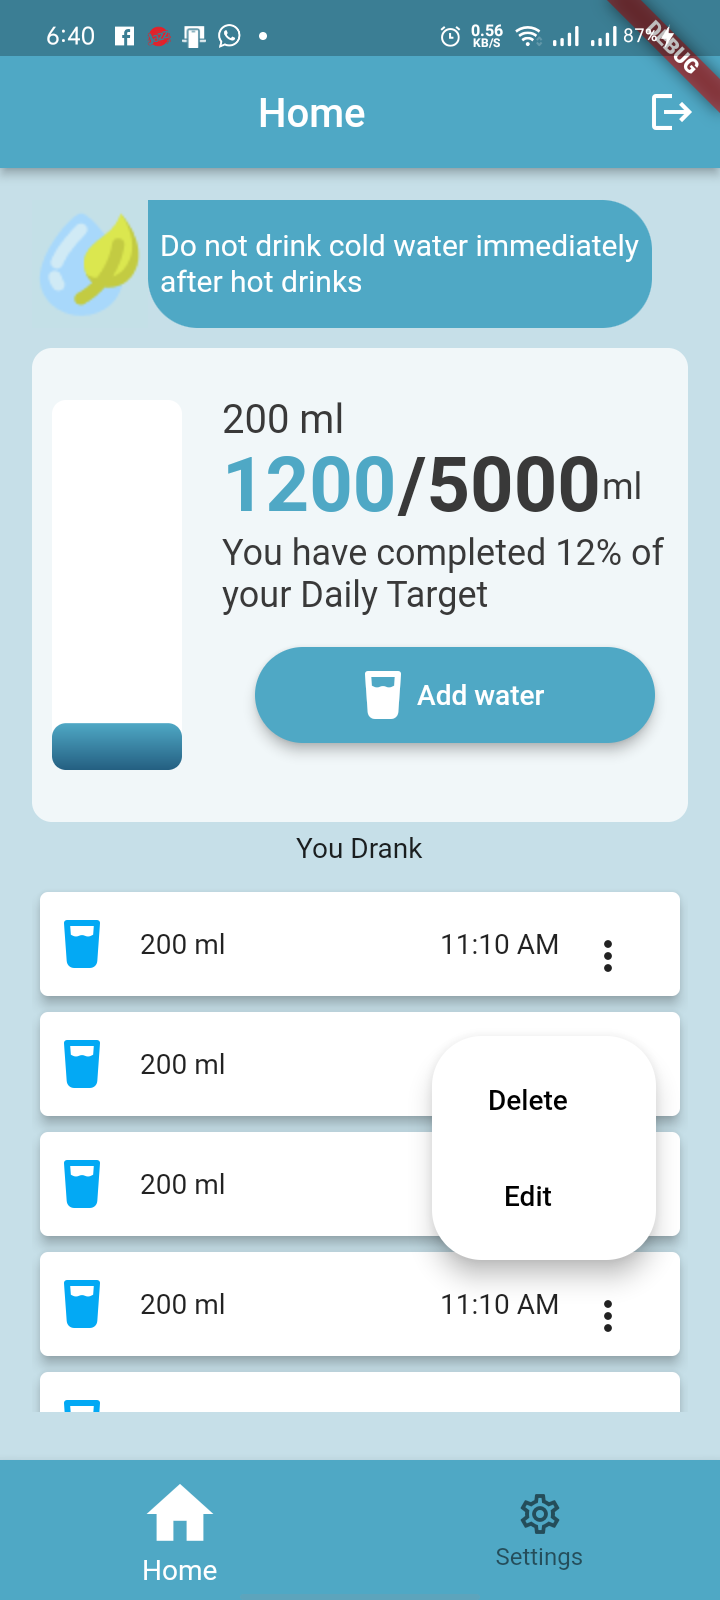 6:40
0.56
KB/S
87%
DEBUG
Home
Do not drink cold water immediately
after hot drinks
200 ml
1200/5000 ml
You have completed 12% of
your Daily Target
Add water
You Drank
200 ml 11:10 AM
200 ml
Delete
200 ml
Edit
200 ml 11:10 AM
Home
Settings